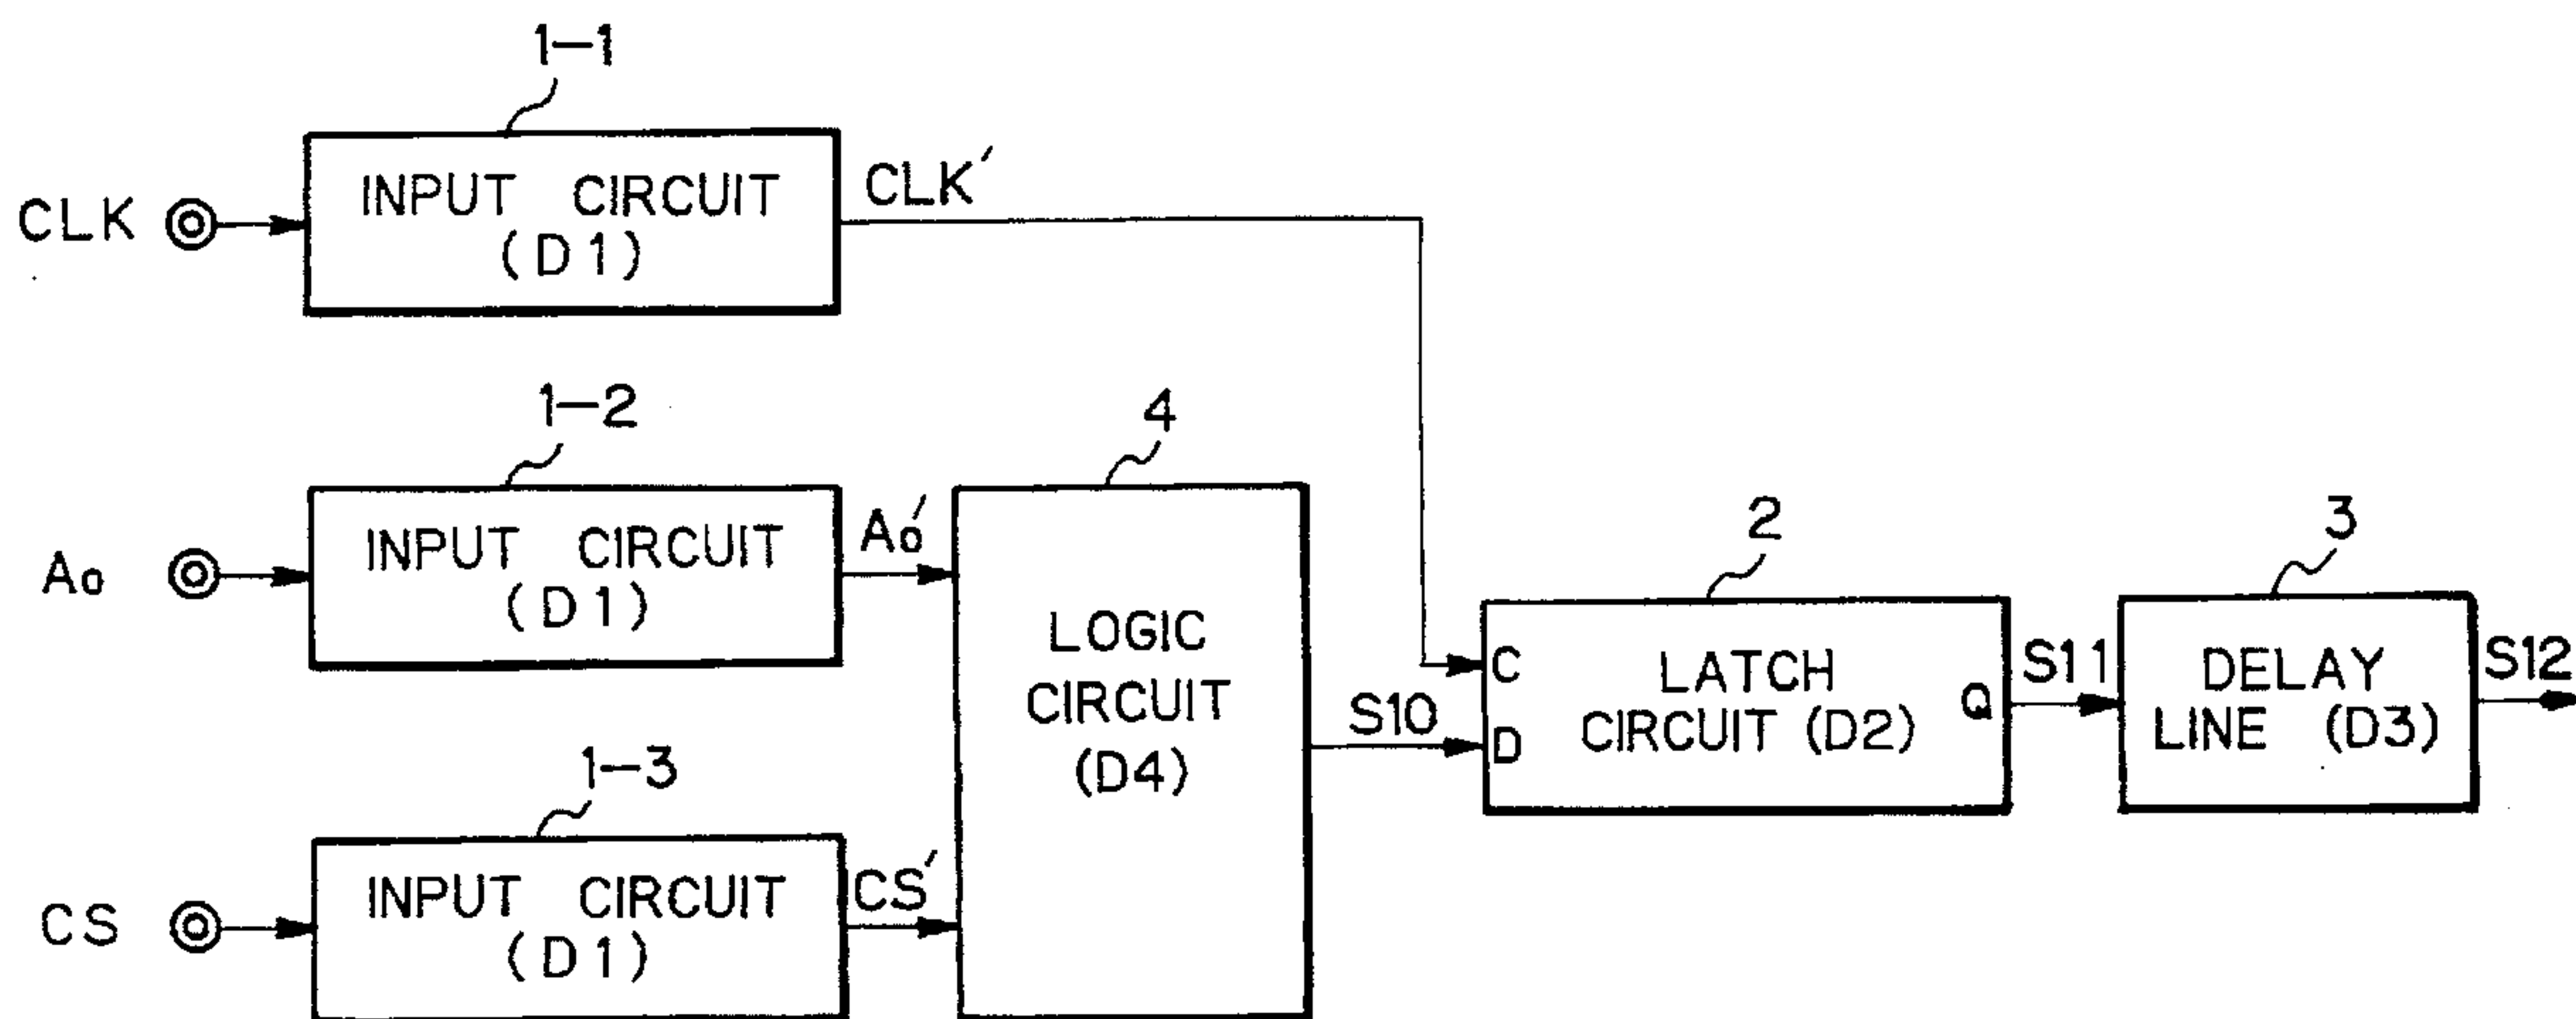 1-1
CLK
INPUT CIRCUIT
(D1)
CLK'
1-2
A0
INPUT CIRCUIT
(D1)
A0'
4
LOGIC
CIRCUIT
(D4)
1-3
CS
INPUT CIRCUIT
(D1)
CS'
S10
2
C
D
LATCH
CIRCUIT (D2)
Q
S11
3
DELAY
LINE (D3)
S12